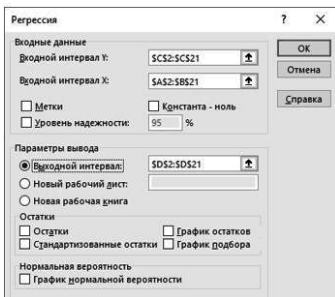 Регрессия ? ×
Входные данные
Входной интервал Y: $C$2:$C$21
Входной интервал X: $A$2:$B$21
Метки Константа - ноль
Уровень надежности: 95 %
ОК
Отмена
Справка
Параметры вывода
Выходной интервал: $D$2:$D$21
Новый рабочий лист:
Новая рабочая книга
Остатки
Остатки График остатков
Стандартизованные остатки График подбора
Нормальная вероятность
График нормальной вероятности